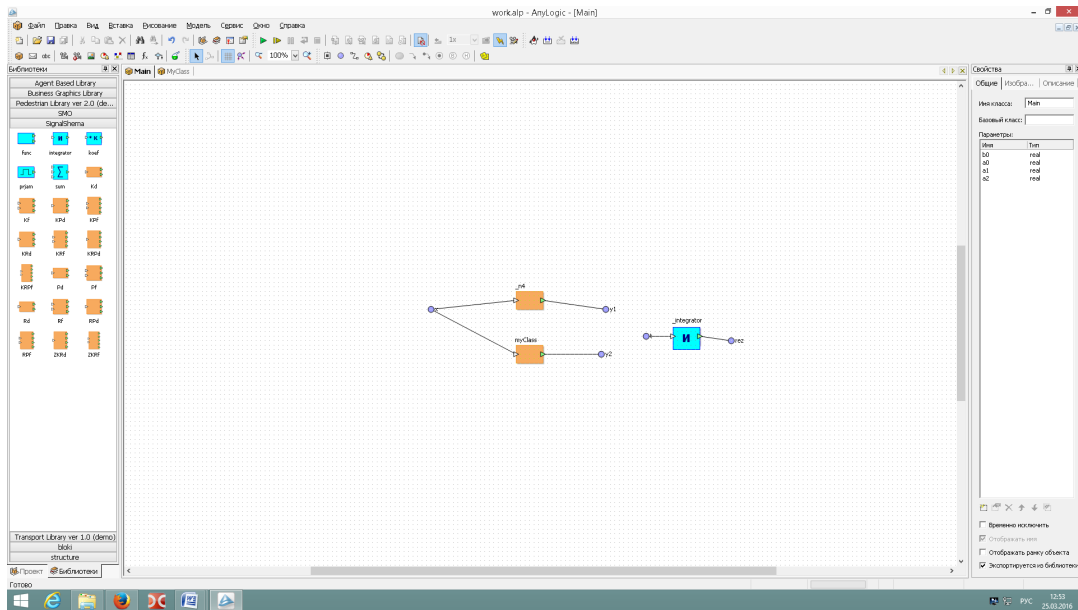 work.alp - AnyLogic - [Main]
Файл Правка Вид Вставка Рисование Модель Сервис Окно Справка
100%
Библиотеки
Main MyClass
Свойства
Agent Based Library
Business Graphics Library
Pedestrian Library ver 2.0 (de...
SMO
SignalShema
func integrator koef
prjam sum Kd
Kf KPd KPf
KRd KRf KRPd
KRPf Pd Pf
Rd Rf RPd
RPf ZKRd ZKRf
Transport Library ver 1.0 (demo)
bloki
structure
Проект Библиотеки
Готово
_n4
y1
myClass
y2
_integrator
И
rez
Общие Изобра... Описание
Имя класса: Main
Базовый класс:
Параметры:
Имя Тип
b0 real
a0 real
a1 real
a2 real
Временно исключить
Отображать имя
Отображать рамку объекта
Экспортируется из библиотеки
РУС
12:53
25.03.2016